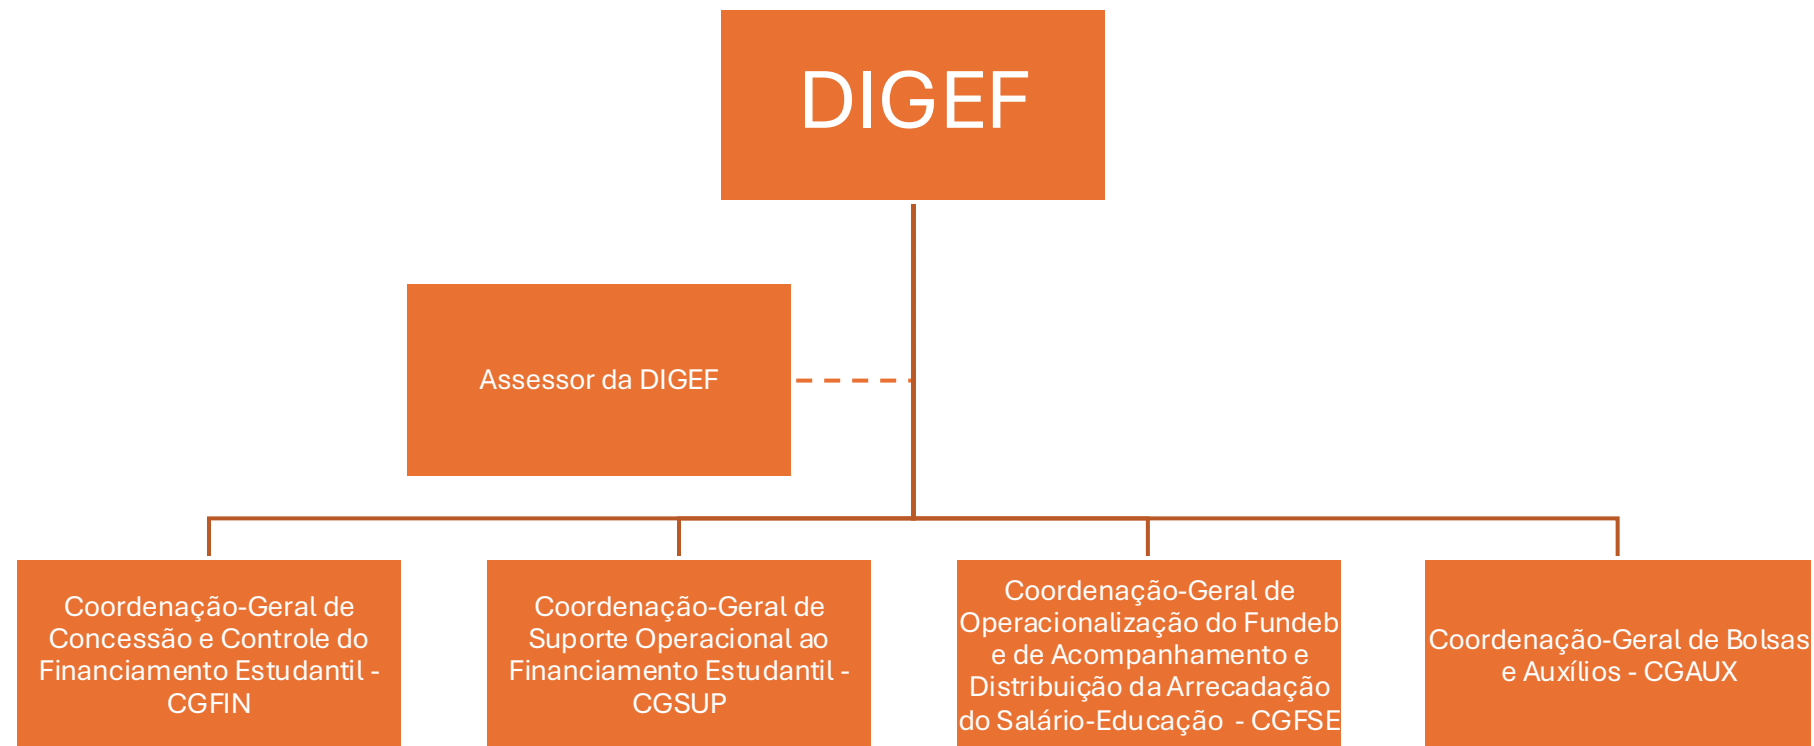 DIGEF
Assessor da DIGEF
Coordenação-Geral de
Concessão e Controle do
Financiamento Estudantil -
CGFIN
Coordenação-Geral de
Suporte Operacional ao
Financiamento Estudantil -
CGSUP
Coordenação-Geral de
Operacionalização do Fundeb
e de Acompanhamento e
Distribuição da Arrecadação
do Salário-Educação - CGFSE
Coordenação-Geral de Bolsas
e Auxílios - CGAUX